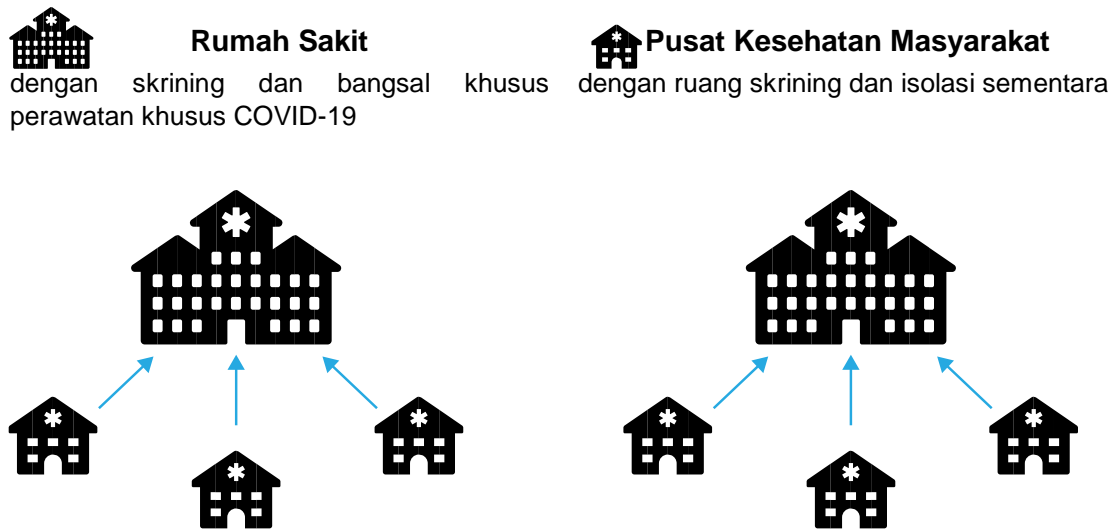 Rumah Sakit
dengan skrining dan bangsal khusus
perawatan khusus COVID-19
Pusat Kesehatan Masyarakat
dengan ruang skrining dan isolasi sementara